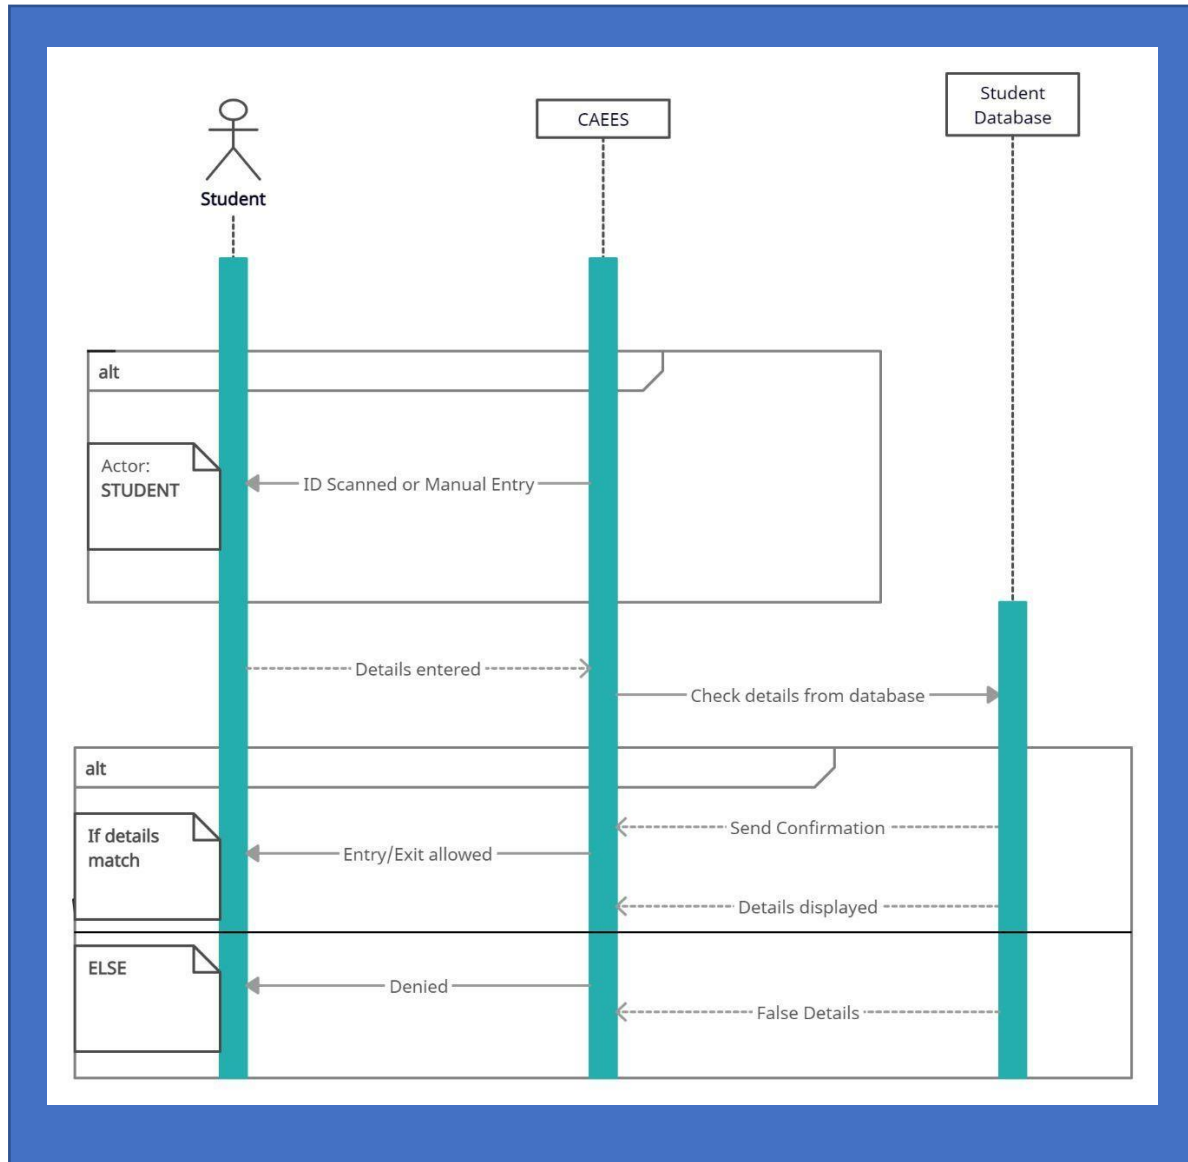 Student
CAEES
Student
Database
alt
Actor:
STUDENT
ID Scanned or Manual Entry
Details entered
Check details from database
alt
If details
match
Send Confirmation
Entry/Exit allowed
Details displayed
ELSE
Denied
False Details